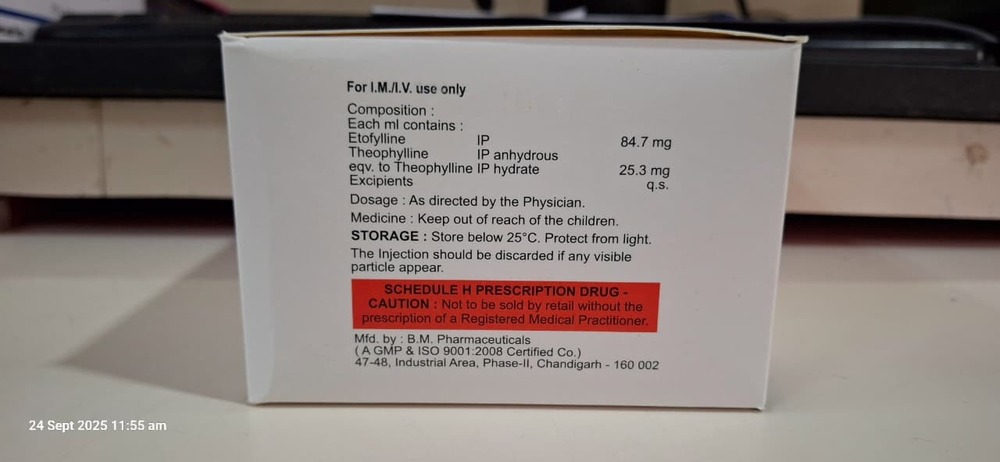 For I.M./I.V. use only
Composition :
Each ml contains :
Etofylline IP 84.7 mg
Theophylline IP anhydrous
eqv. to Theophylline IP hydrate 25.3 mg
Excipients q.s.
Dosage : As directed by the Physician.
Medicine : Keep out of reach of the children.
STORAGE : Store below 25°C. Protect from light.
The Injection should be discarded if any visible
particle appear.
SCHEDULE H PRESCRIPTION DRUG -
CAUTION : Not to be sold by retail without the
prescription of a Registered Medical Practitioner.
Mfd. by : B.M. Pharmaceuticals
( A GMP & ISO 9001:2008 Certified Co.)
47-48, Industrial Area, Phase-II, Chandigarh - 160 002
24 Sept 2025 11:55 am